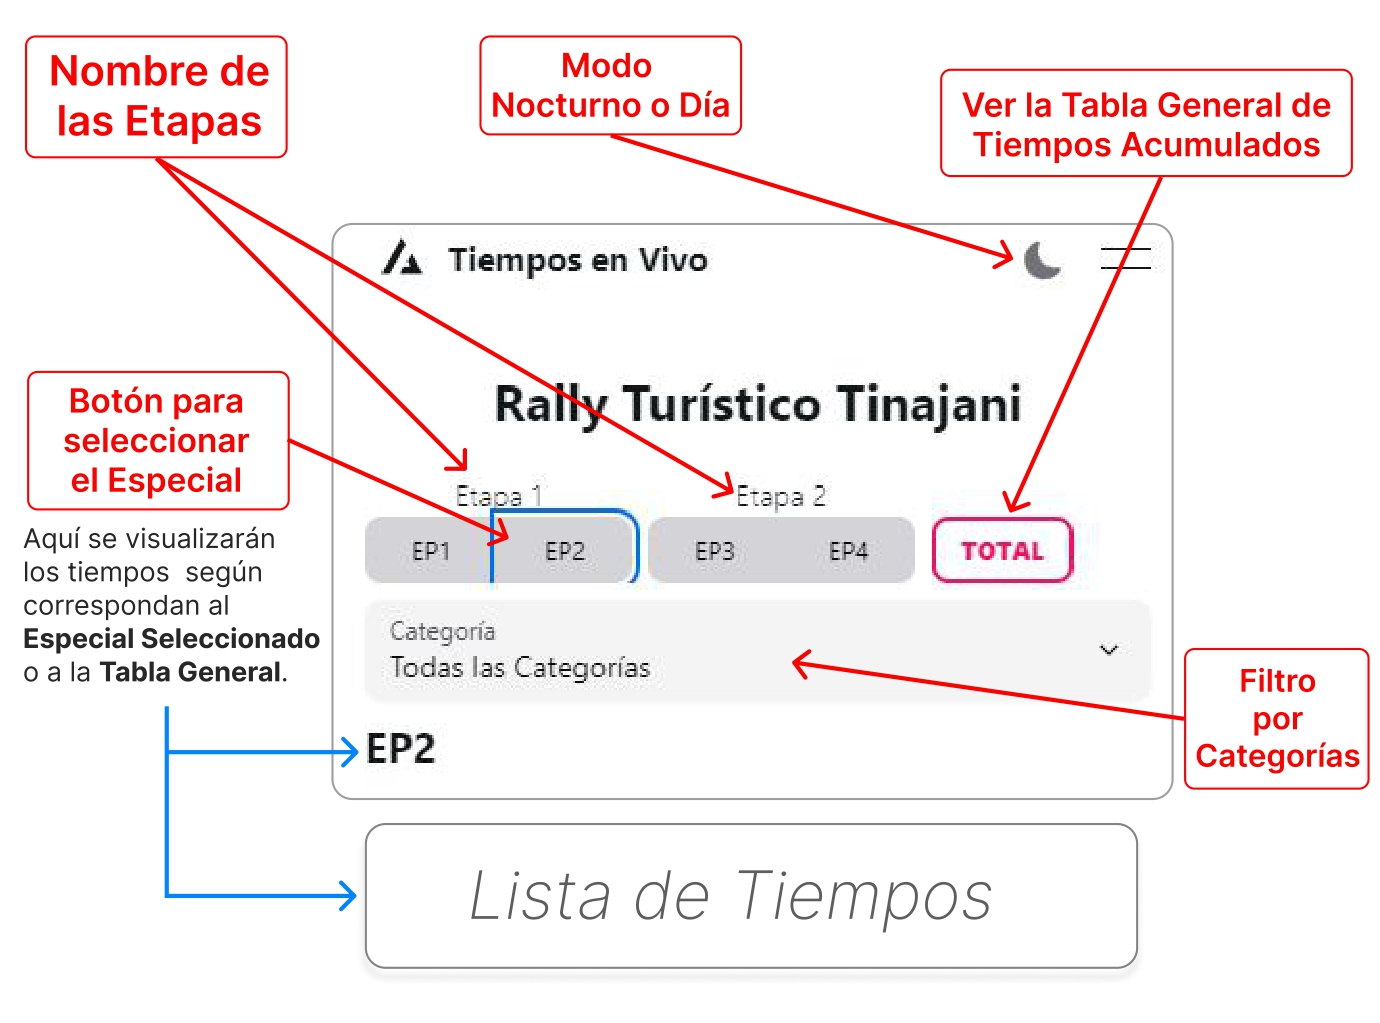 Nombre de
las Etapas
Modo
Nocturno o Día
Ver la Tabla General de
Tiempos Acumulados
Tiempos en Vivo
Rally Turístico Tinajani
Botón para
seleccionar
el Especial
Etapa 1
Etapa 2
EP1
EP2
EP3
EP4
TOTAL
Aquí se visualizarán
los tiempos según
correspondan al
Especial Seleccionado
o a la Tabla General.
Categoría
Todas las Categorías
Filtro
por
Categorías
EP2
Lista de Tiempos